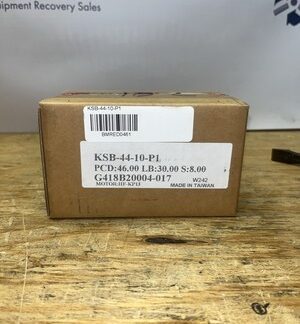 uipment Recovery Sales
KSB-44-10-P1
BMRED0461
KSB-44-10-P1
PCD:46.00 LB:30.00 S:8.00
G418B20004-017 W242
MOTOR:HF-KP13 MADE IN TAIWAN